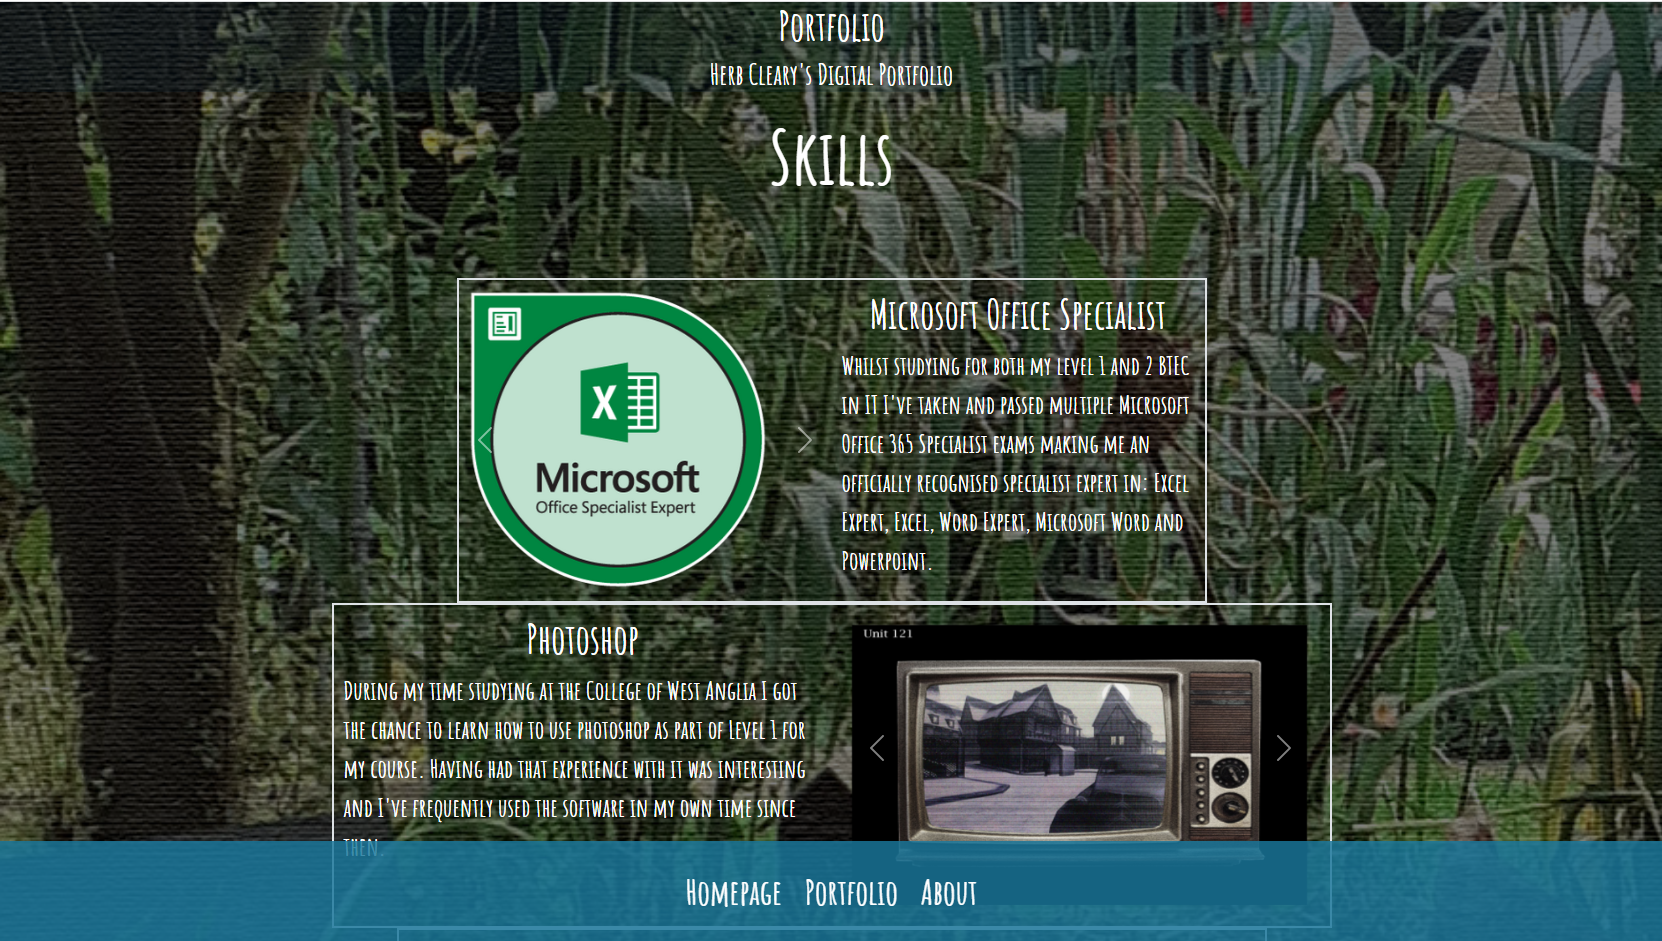 Portfolio
Herb Cleary's Digital Portfolio
Skills
Microsoft
Office Specialist Expert
Microsoft Office Specialist
Whilst studying for both my level 1 and 2 BTEC
in IT I've taken and passed multiple Microsoft
Office 365 Specialist exams making me an
officially recognised specialist expert in: Excel
Expert, Excel, Word Expert, Microsoft Word and
Powerpoint.
Photoshop
During my time studying at the College of West Anglia I got
the chance to learn how to use photoshop as part of Level 1 for
my course. Having had that experience with it was interesting
and I've frequently used the software in my own time since
then.
Unit 121
Homepage Portfolio About